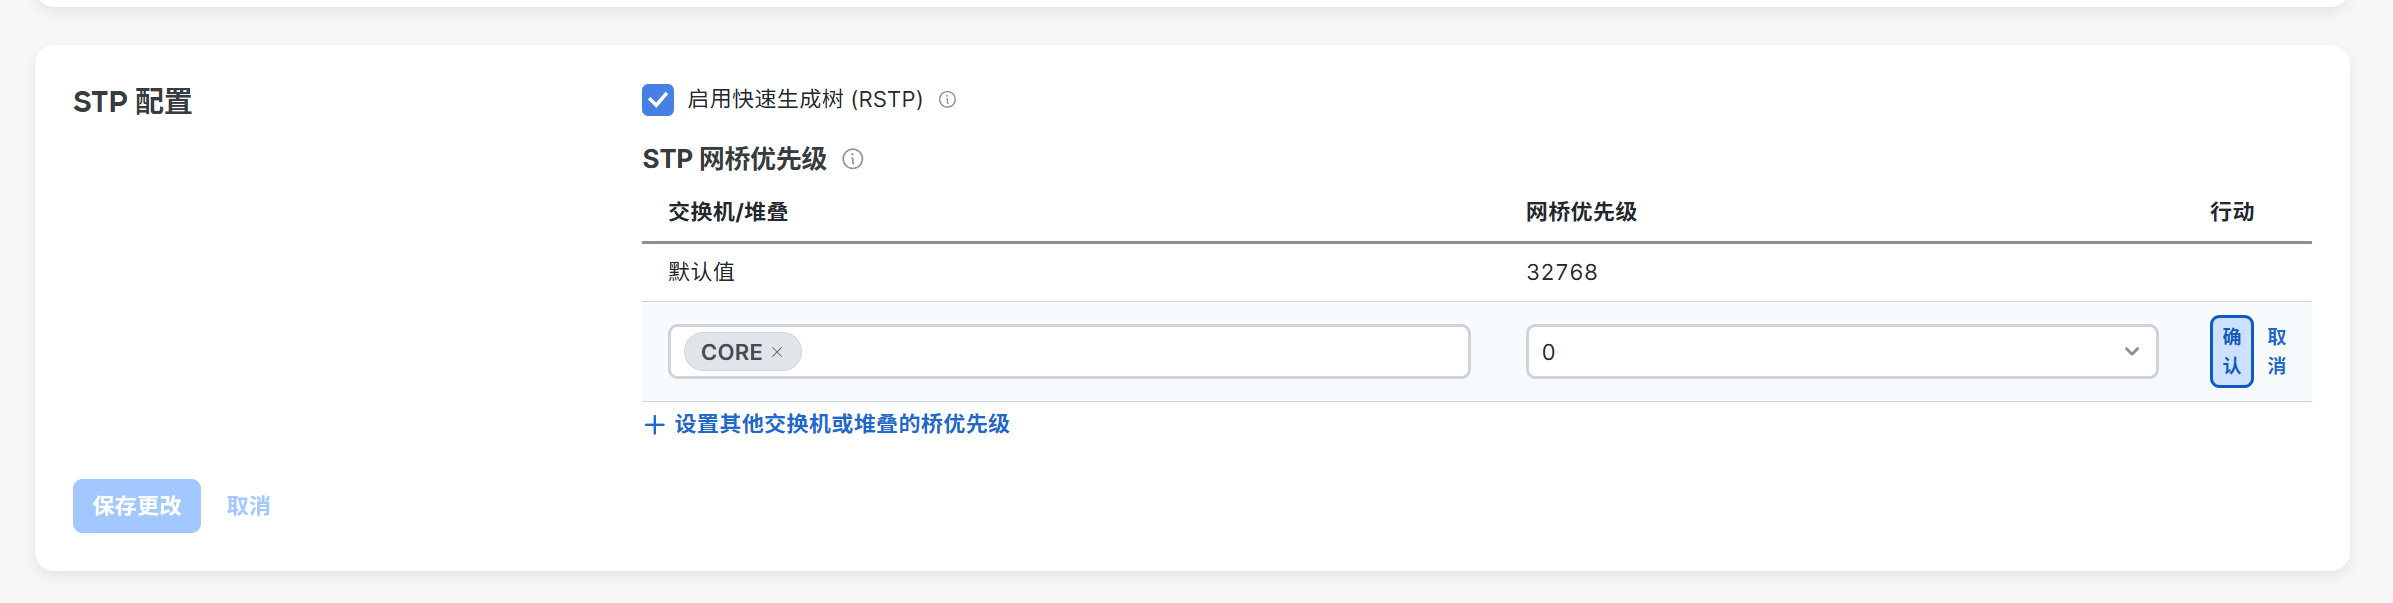 STP 配置
启用快速生成树 (RSTP)
STP 网桥优先级
交换机/堆叠 网桥优先级 行动
默认值 32768
CORE 0 确认 取消
设置其他交换机或堆叠的桥优先级
保存更改 取消